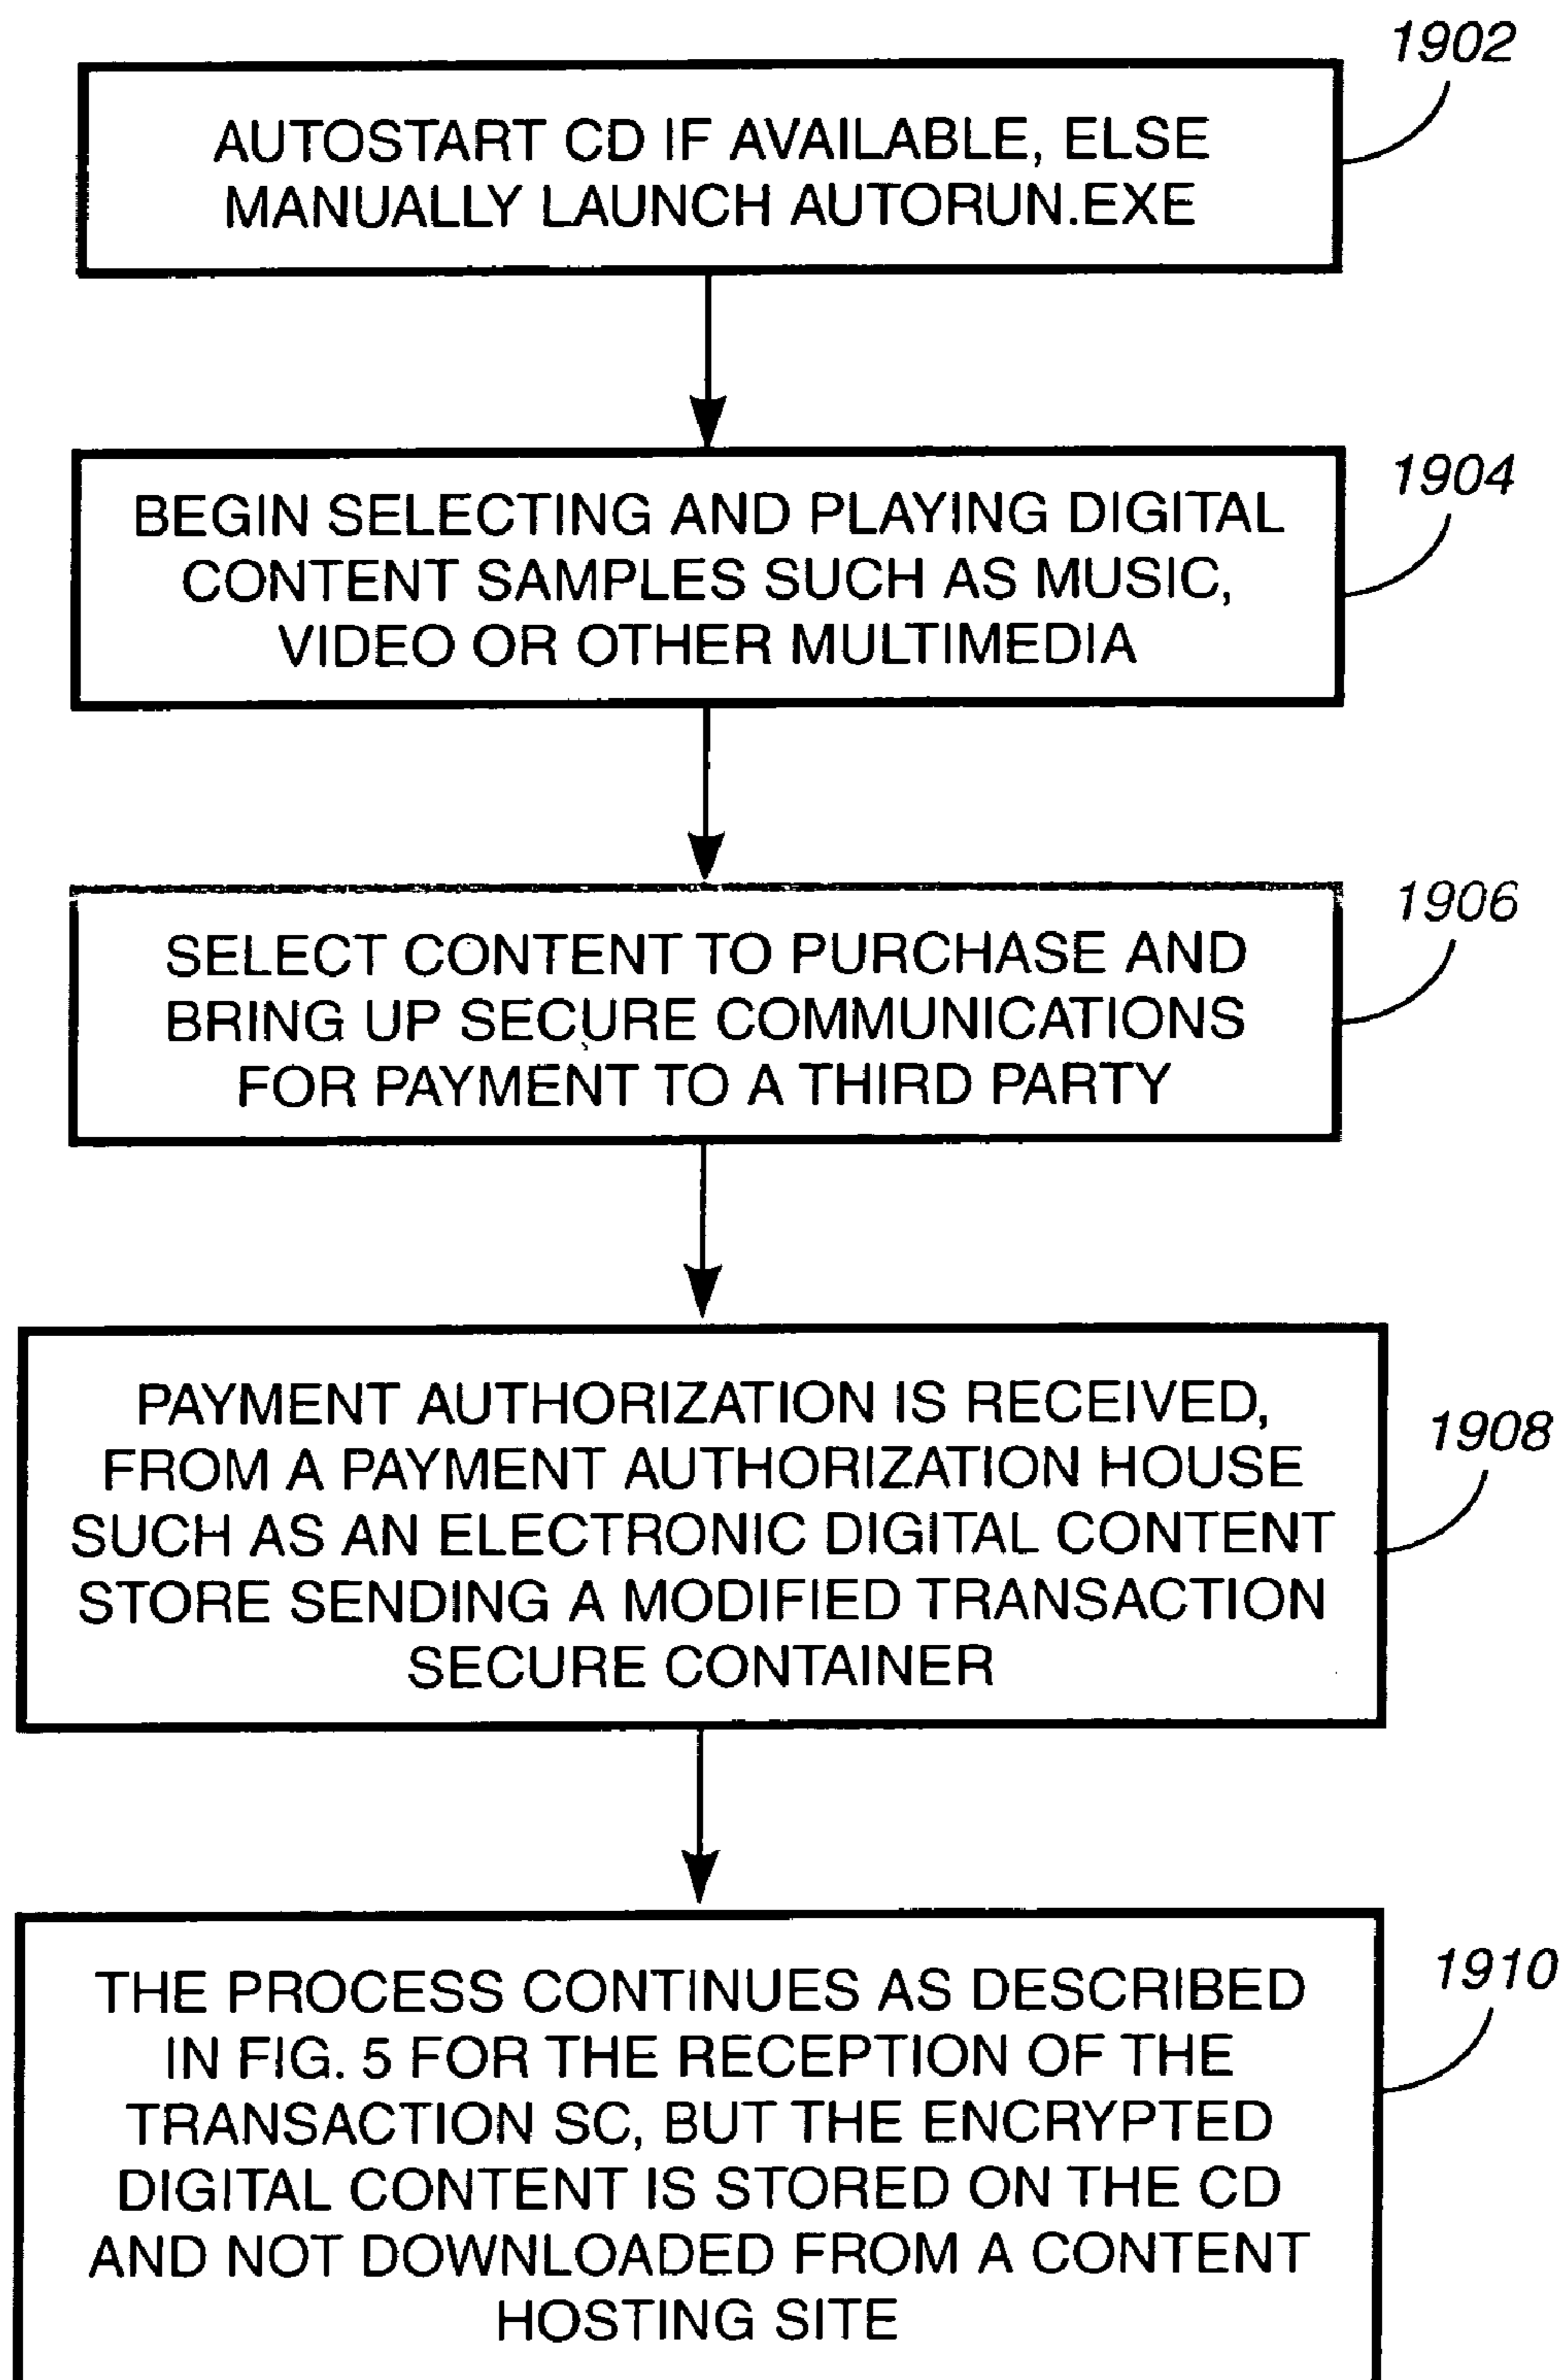 1902
AUTOSTART CD IF AVAILABLE, ELSE
MANUALLY LAUNCH AUTORUN.EXE
1904
BEGIN SELECTING AND PLAYING DIGITAL
CONTENT SAMPLES SUCH AS MUSIC,
VIDEO OR OTHER MULTIMEDIA
1906
SELECT CONTENT TO PURCHASE AND
BRING UP SECURE COMMUNICATIONS
FOR PAYMENT TO A THIRD PARTY
1908
PAYMENT AUTHORIZATION IS RECEIVED,
FROM A PAYMENT AUTHORIZATION HOUSE
SUCH AS AN ELECTRONIC DIGITAL CONTENT
STORE SENDING A MODIFIED TRANSACTION
SECURE CONTAINER
1910
THE PROCESS CONTINUES AS DESCRIBED
IN FIG. 5 FOR THE RECEPTION OF THE
TRANSACTION SC, BUT THE ENCRYPTED
DIGITAL CONTENT IS STORED ON THE CD
AND NOT DOWNLOADED FROM A CONTENT
HOSTING SITE